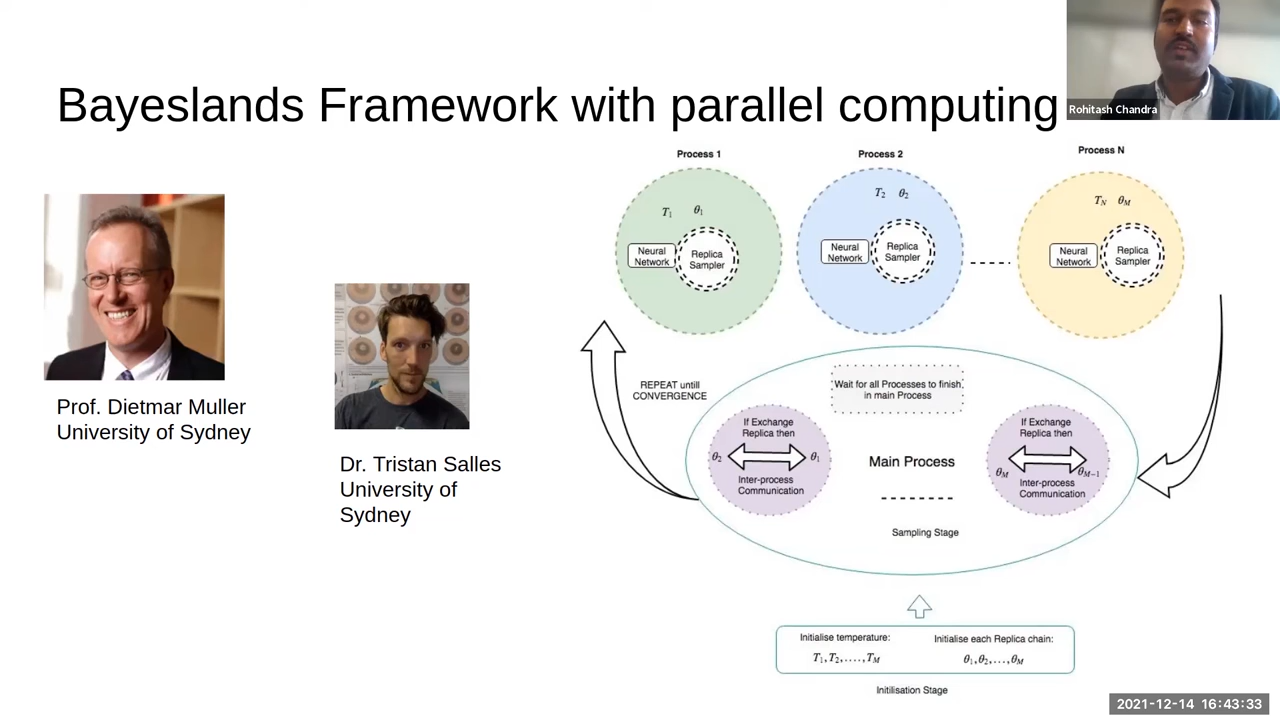 Bayeslands Framework with parallel computing
Rohitash Chandra
Prof. Dietmar Muller
University of Sydney
Dr. Tristan Salles
University of
Sydney
Process 1
Process 2
Process N
T₁ θ₁
Neural
Network
Replica
Sampler
T₂ θ₂
Neural
Network
Replica
Sampler
T_N θ_M
Neural
Network
Replica
Sampler
REPEAT untill
CONVERGENCE
Wait for all Processes to finish,
in main Process
If Exchange
Replica then
θ₂ θ₁
Inter-process
Communication
Main Process
If Exchange
Replica then
θ_M θ_{M-1}
Inter-process
Communication
Sampling Stage
Initialise temperature:
T₁,T₂,.....,T_M
Initialise each Replica chain:
θ₁,θ₂,...,θ_M
Initilisation Stage
2021-12-14 16:43:33